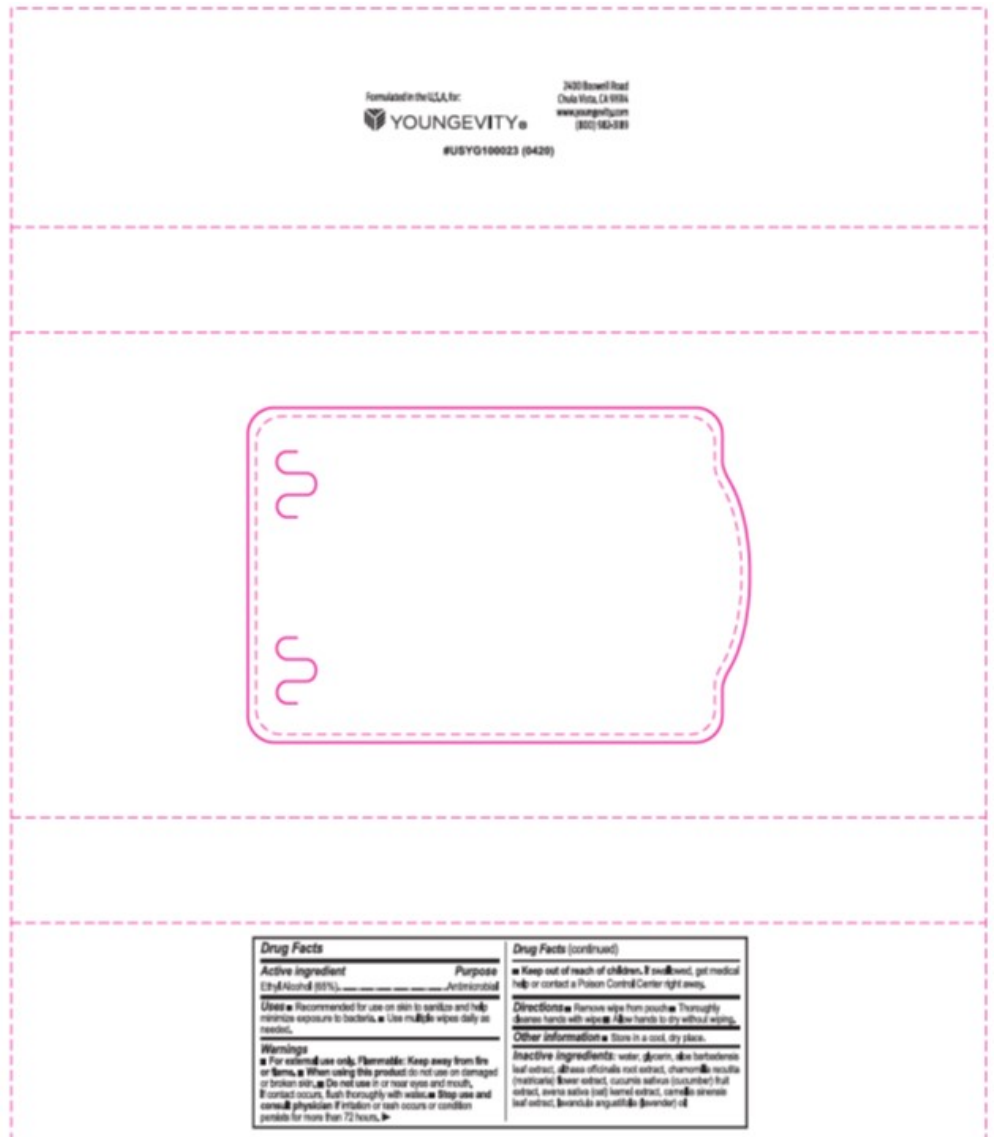 Formulated in the U.S.A. for:
YOUNGEVITY®
2400 Boswell Road
Chula Vista, CA 91914
www.youngevity.com
(800) 982-3189
#USYG100023 (0420)
Drug Facts
Active ingredient Purpose
Ethyl Alcohol (65%) Antimicrobial
Uses ■ Recommended for use on skin to sanitize and help
minimize exposure to bacteria. ■ Use multiple wipes daily as
needed.
Warnings
■ For external use only. Flammable: Keep away from fire
or flame. ■ When using this product do not use on damaged
or broken skin. ■ Do not use in or near eyes and mouth.
If contact occurs, flush thoroughly with water. ■ Stop use and
consult physician if irritation or rash occurs or condition
persists for more than 72 hours. ►
Drug Facts (continued)
■ Keep out of reach of children. If swallowed, get medical
help or contact a Poison Control Center right away.
Directions ■ Remove wipe from pouch ■ Thoroughly
cleanse hands with wipe ■ Allow hands to dry without wiping.
Other information ■ Store in a cool, dry place.
Inactive ingredients: water, glycerin, aloe barbadensis
leaf extract, althaea officinalis root extract, chamomilla recutita
(matricaria) flower extract, cucumis sativus (cucumber) fruit
extract, avena sativa (oat) kernel extract, camellia sinensis
leaf extract, lavandula angustifolia (lavender) oil